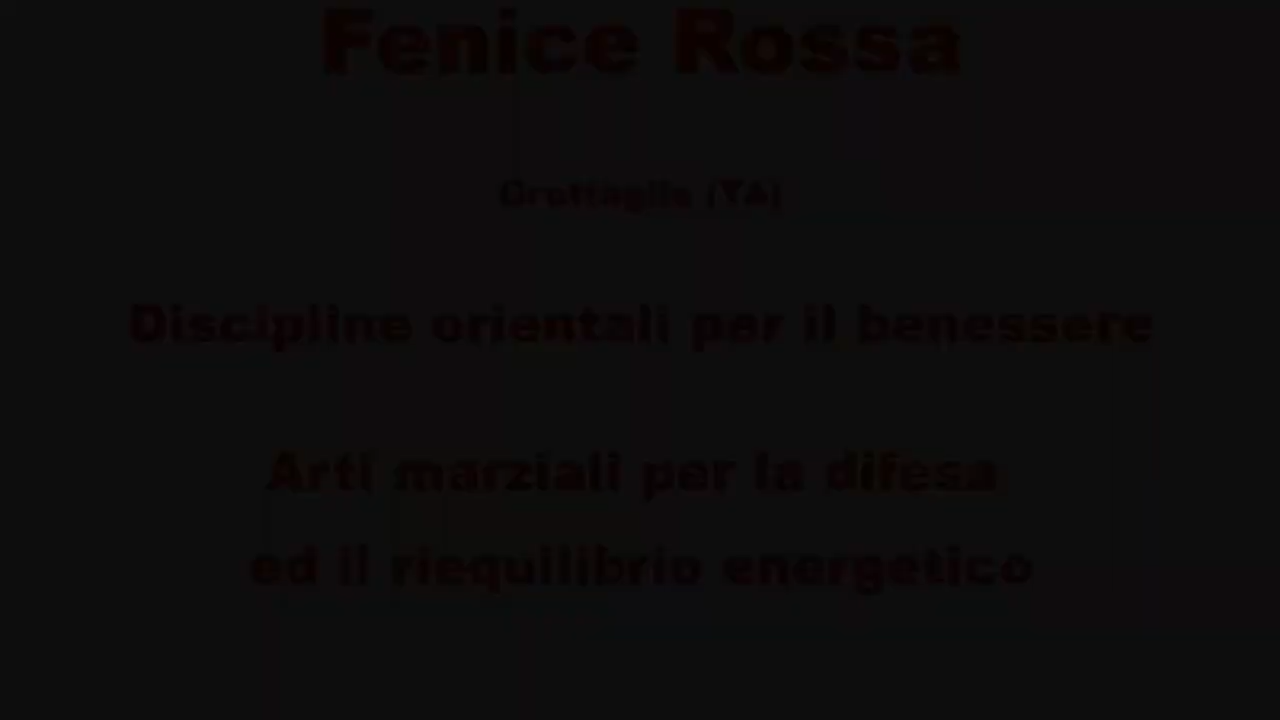 Fenice Rossa
Grottaglie (TA)
Discipline orientali per il benessere
Arti marziali per la difesa
ed il riequilibrio energetico